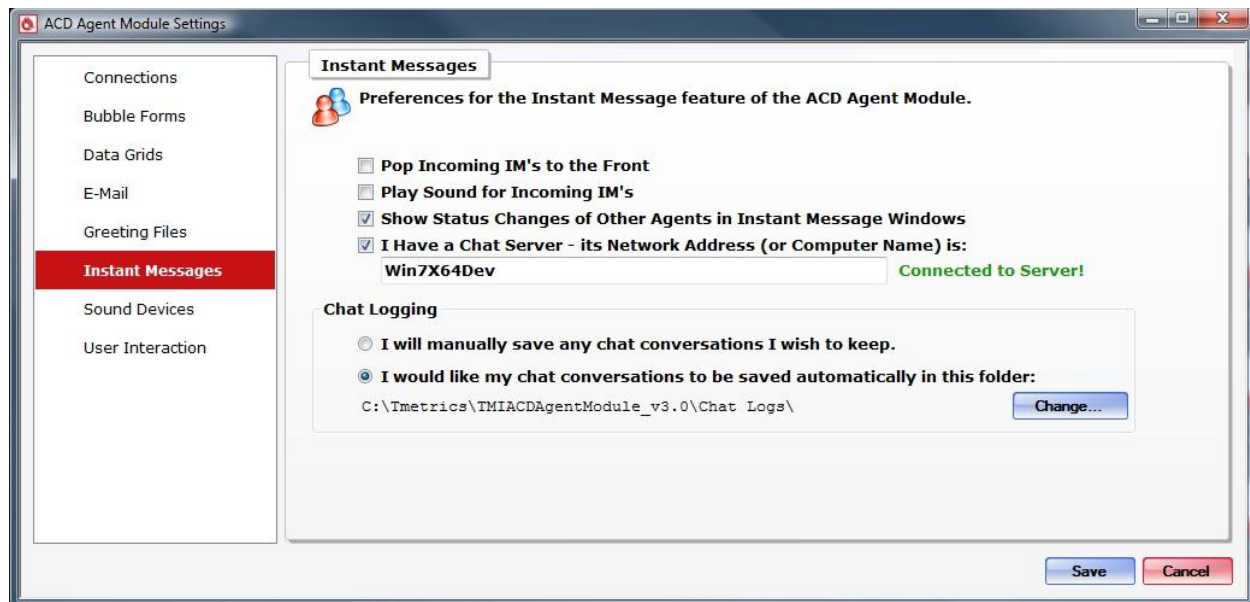 ACD Agent Module Settings
Connections
Bubble Forms
Data Grids
E-Mail
Greeting Files
Instant Messages
Sound Devices
User Interaction
Instant Messages
Preferences for the Instant Message feature of the ACD Agent Module.
Pop Incoming IM's to the Front
Play Sound for Incoming IM's
Show Status Changes of Other Agents in Instant Message Windows
I Have a Chat Server - its Network Address (or Computer Name) is:
Win7X64Dev Connected to Server!
Chat Logging
I will manually save any chat conversations I wish to keep.
I would like my chat conversations to be saved automatically in this folder:
C:\Tmetrics\TMIACDAgentModule_v3.0\Chat Logs\ Change...
Save Cancel